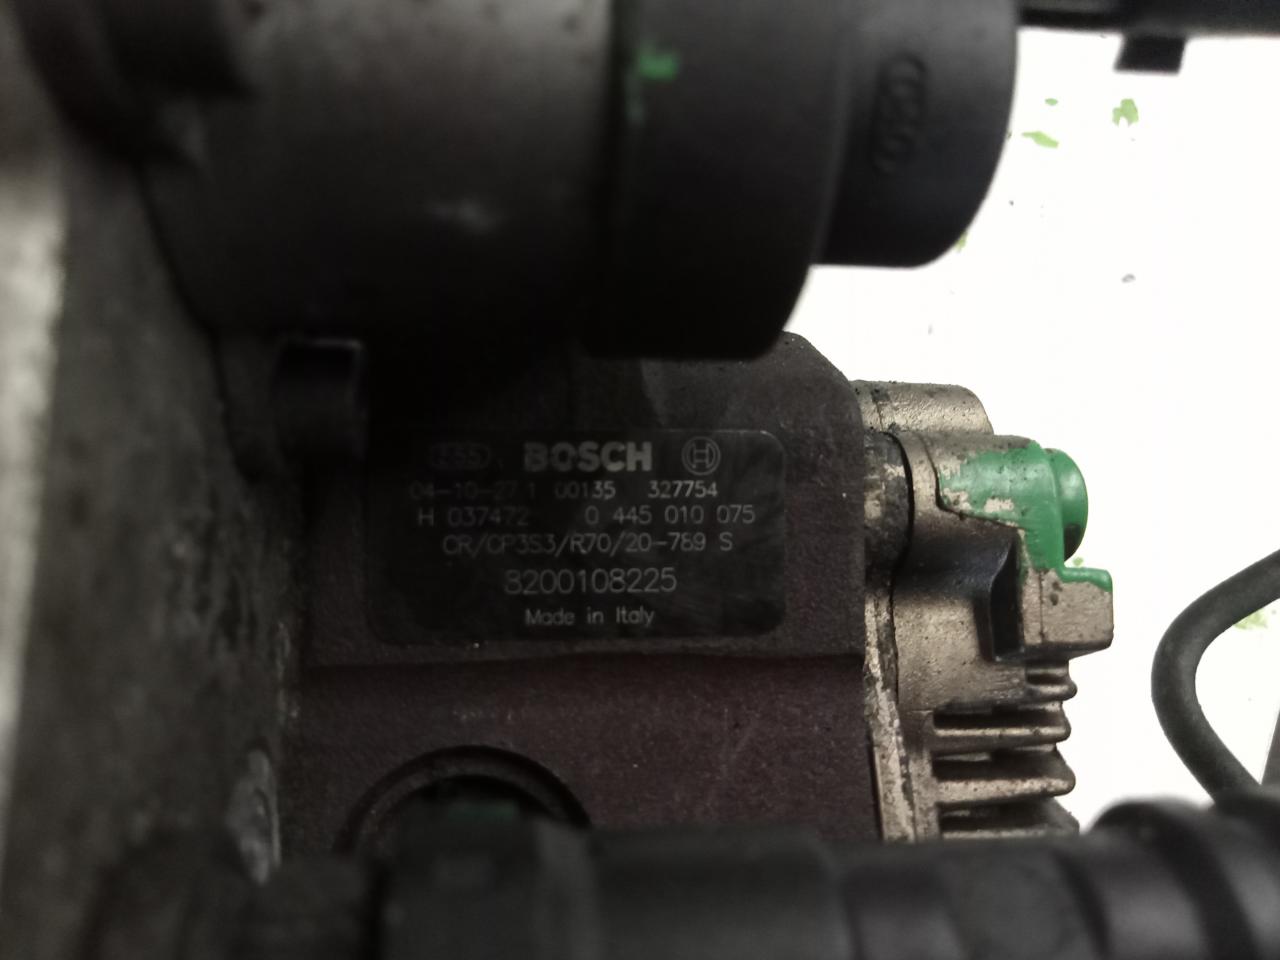 BOSCH
04-10-27 1 00135 327754
H 037472 0 445 010 075
CR/CP3S3/R70/20-789 S
8200108225
Made in Italy